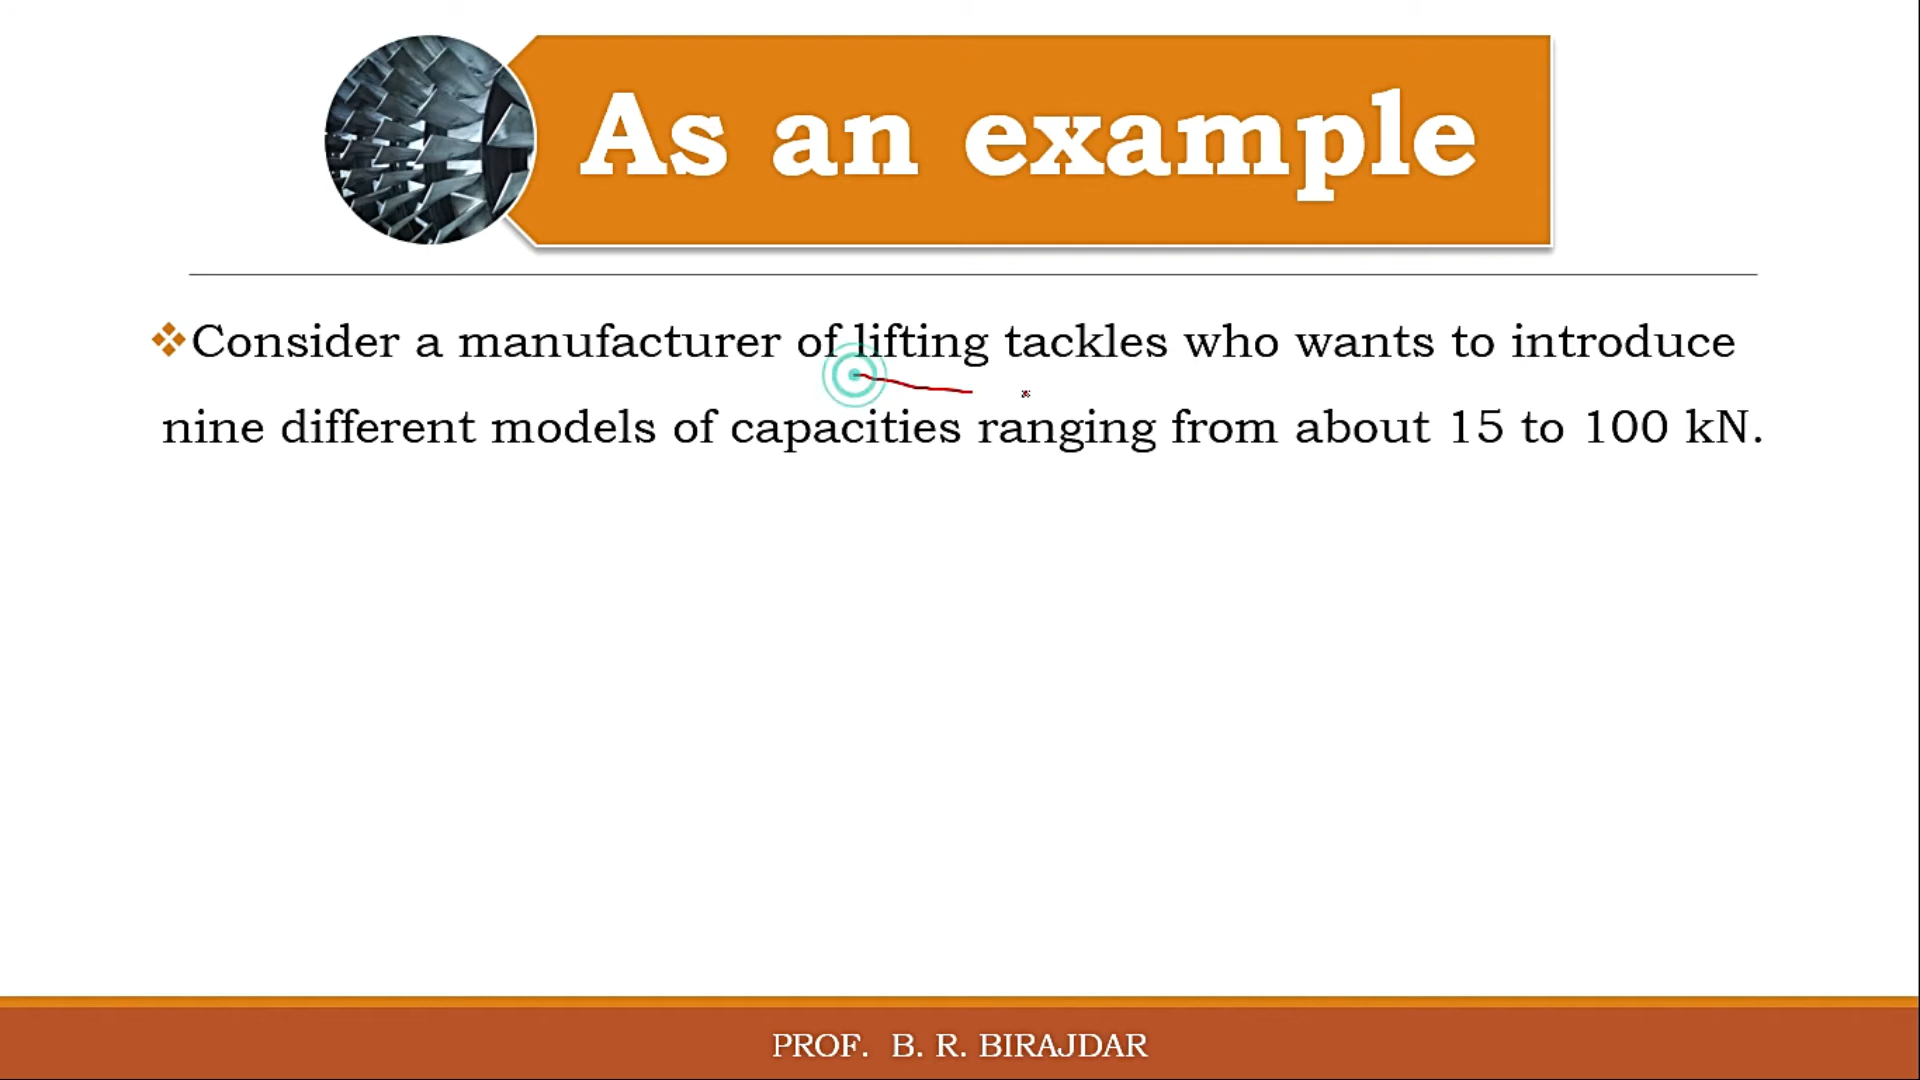 As an example
Consider a manufacturer of lifting tackles who wants to introduce
nine different models of capacities ranging from about 15 to 100 kN.
PROF. B. R. BIRAJDAR